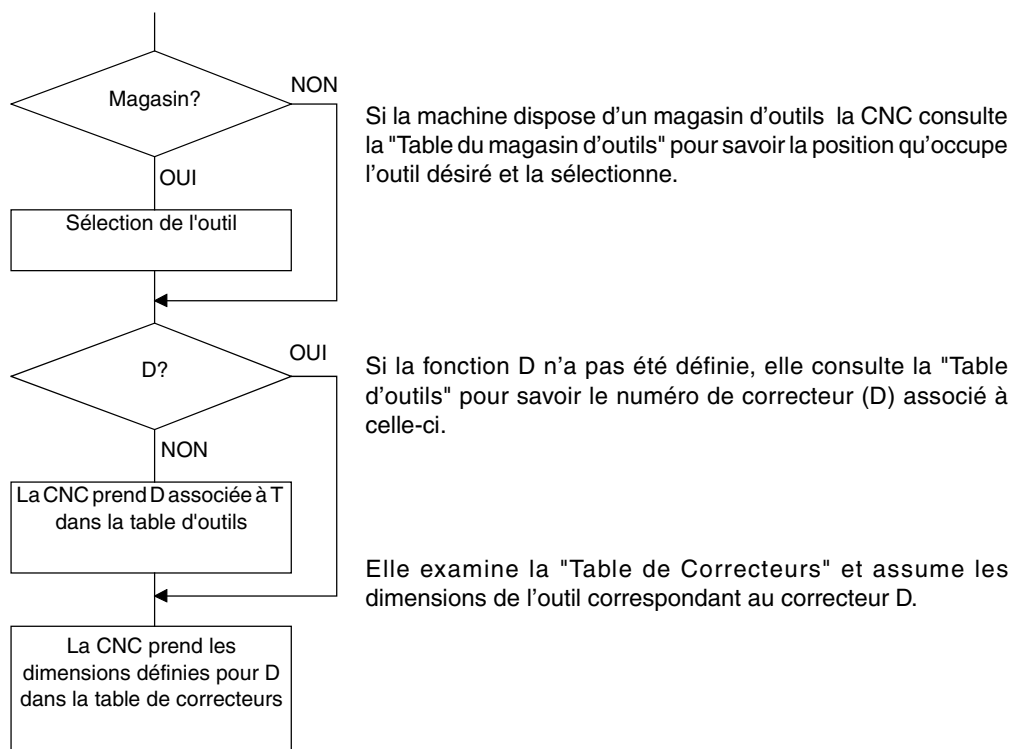 Magasin?
NON
OUI
Sélection de l'outil
Si la machine dispose d'un magasin d'outils la CNC consulte
la "Table du magasin d'outils" pour savoir la position qu'occupe
l'outil désiré et la sélectionne.
D?
OUI
NON
La CNC prend D associée à T
dans la table d'outils
Si la fonction D n'a pas été définie, elle consulte la "Table
d'outils" pour savoir le numéro de correcteur (D) associé à
celle-ci.
La CNC prend les
dimensions définies pour D
dans la table de correcteurs
Elle examine la "Table de Correcteurs" et assume les
dimensions de l'outil correspondant au correcteur D.